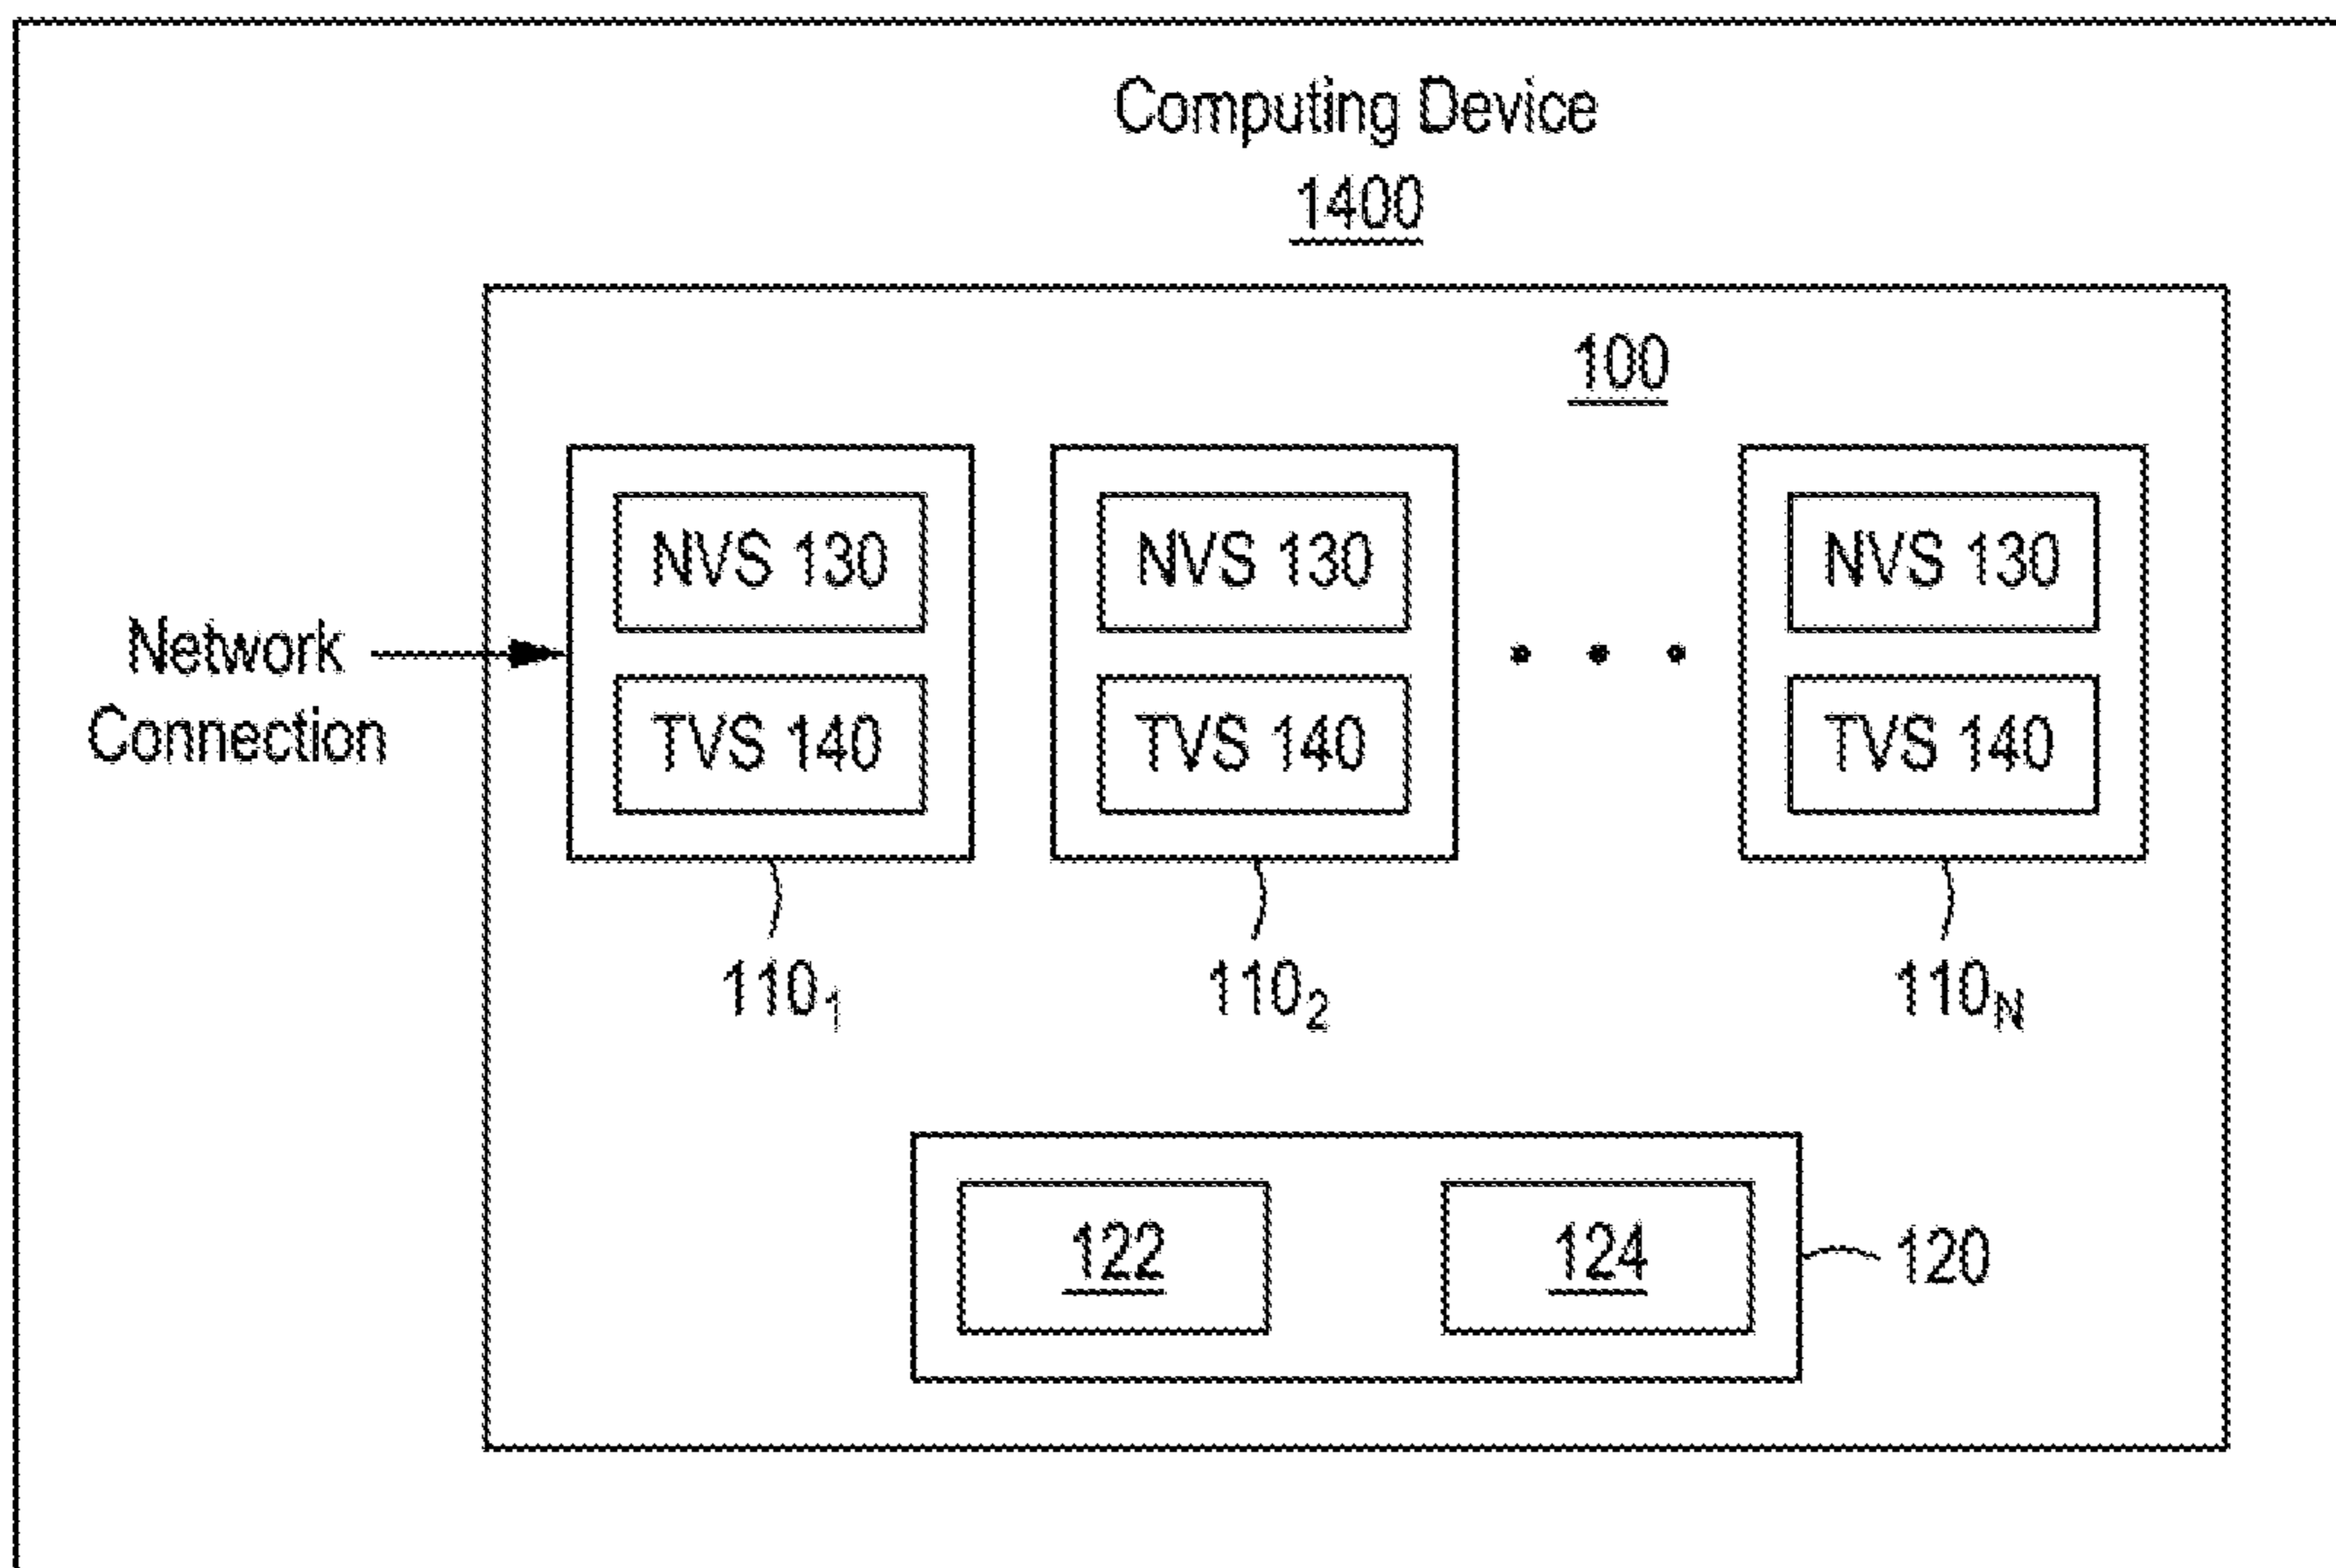 Computing Device
1400
100
NVS 130
NVS 130
NVS 130
Network
Connection
TVS 140
TVS 140
TVS 140
110₁
110₂
110N
122
124
120